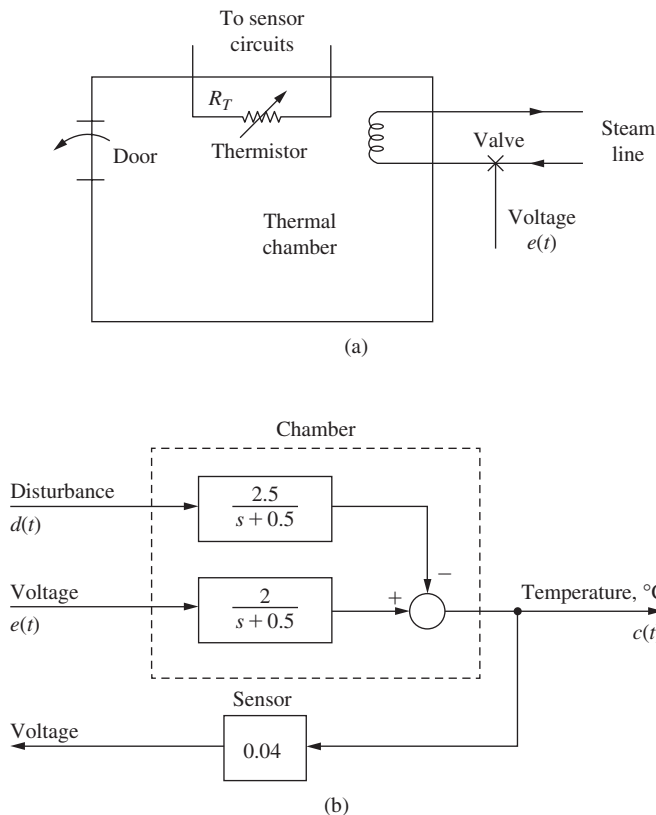 To sensor
circuits
R_T
Thermistor
Door
Valve
Steam
line
Thermal
chamber
Voltage
e(t)
(a)
Chamber
Disturbance
d(t)
2.5
s + 0.5
−
Voltage
e(t)
2
s + 0.5
+
Temperature, °C
c(t
Sensor
Voltage
0.04
(b)